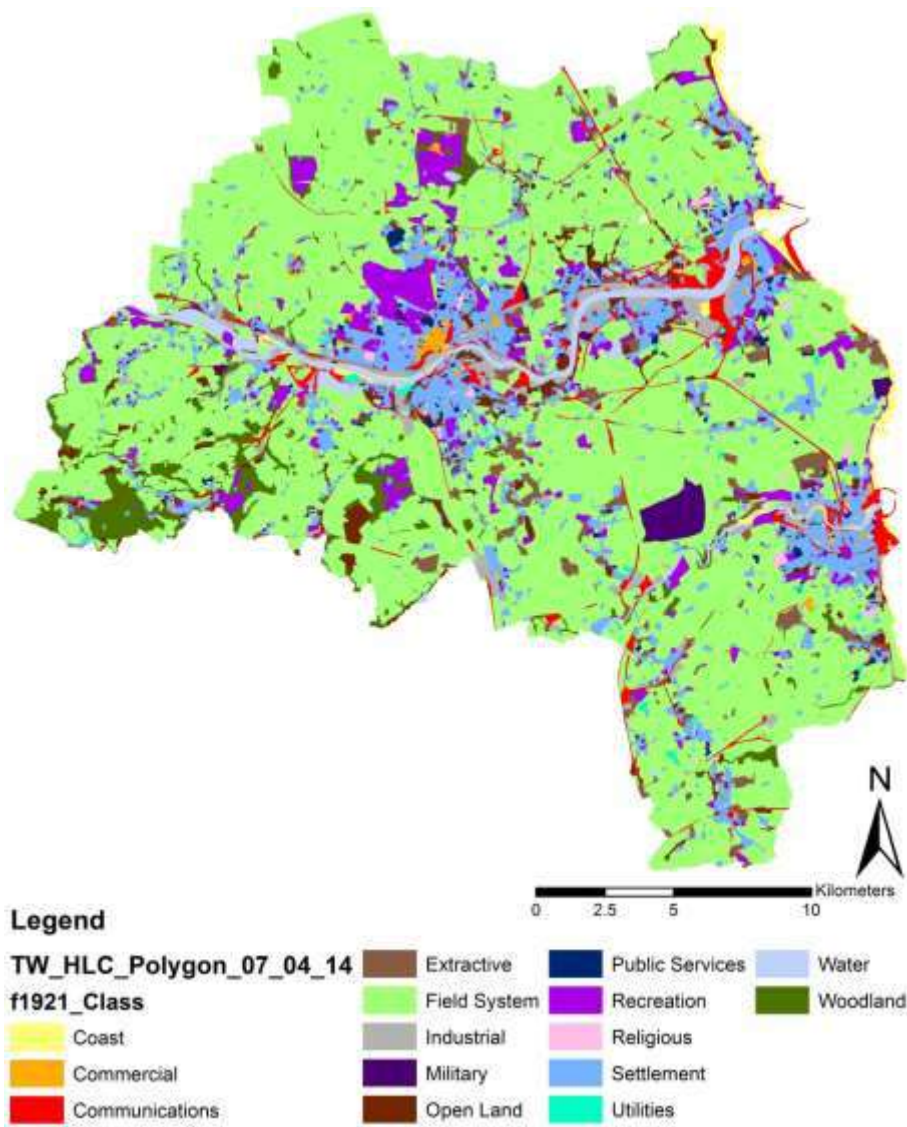 N
Kilometers
0 2.5 5 10
Legend
TW_HLC_Polygon_07_04_14
f1921_Class
Coast
Commercial
Communications
Extractive
Field System
Industrial
Military
Open Land
Public Services
Recreation
Religious
Settlement
Utilities
Water
Woodland